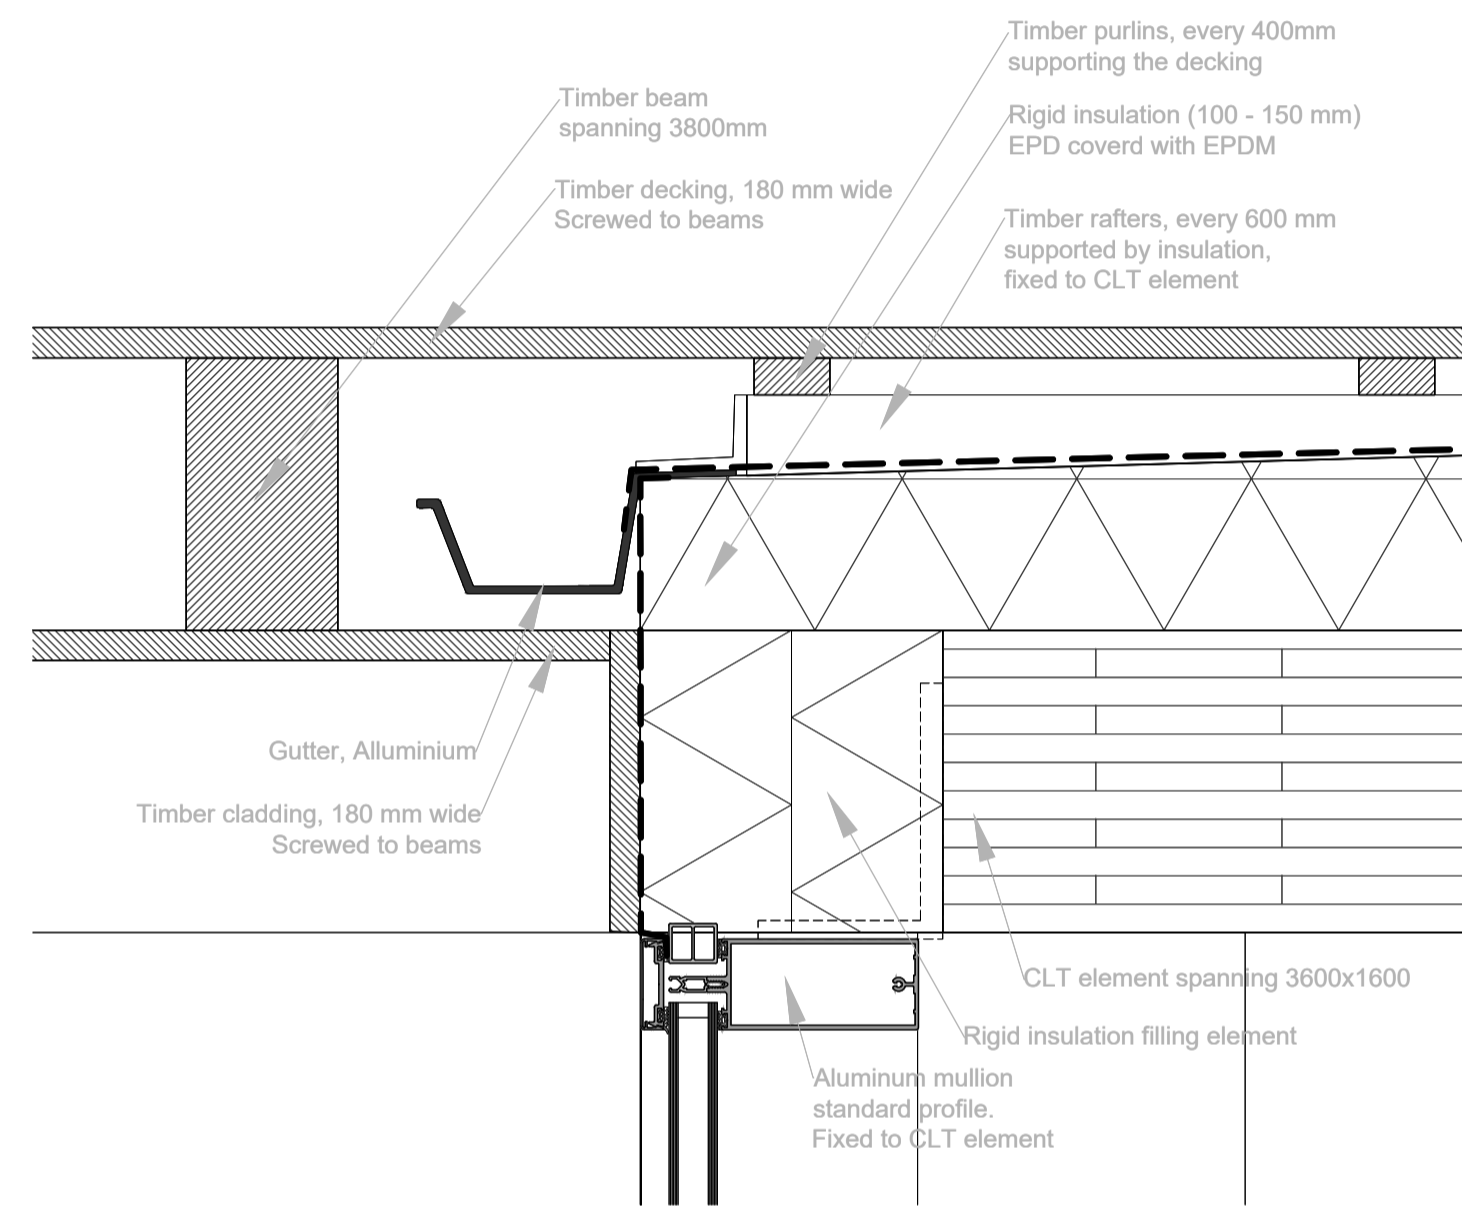 Timber purlins, every 400mm
supporting the decking
Timber beam
spanning 3800mm
Rigid insulation (100 - 150 mm)
EPD coverd with EPDM
Timber decking, 180 mm wide
Screwed to beams
Timber rafters, every 600 mm
supported by insulation,
fixed to CLT element
Gutter, Alluminium
Timber cladding, 180 mm wide
Screwed to beams
CLT element spanning 3600x1600
Rigid insulation filling element
Aluminum mullion
standard profile.
Fixed to CLT element